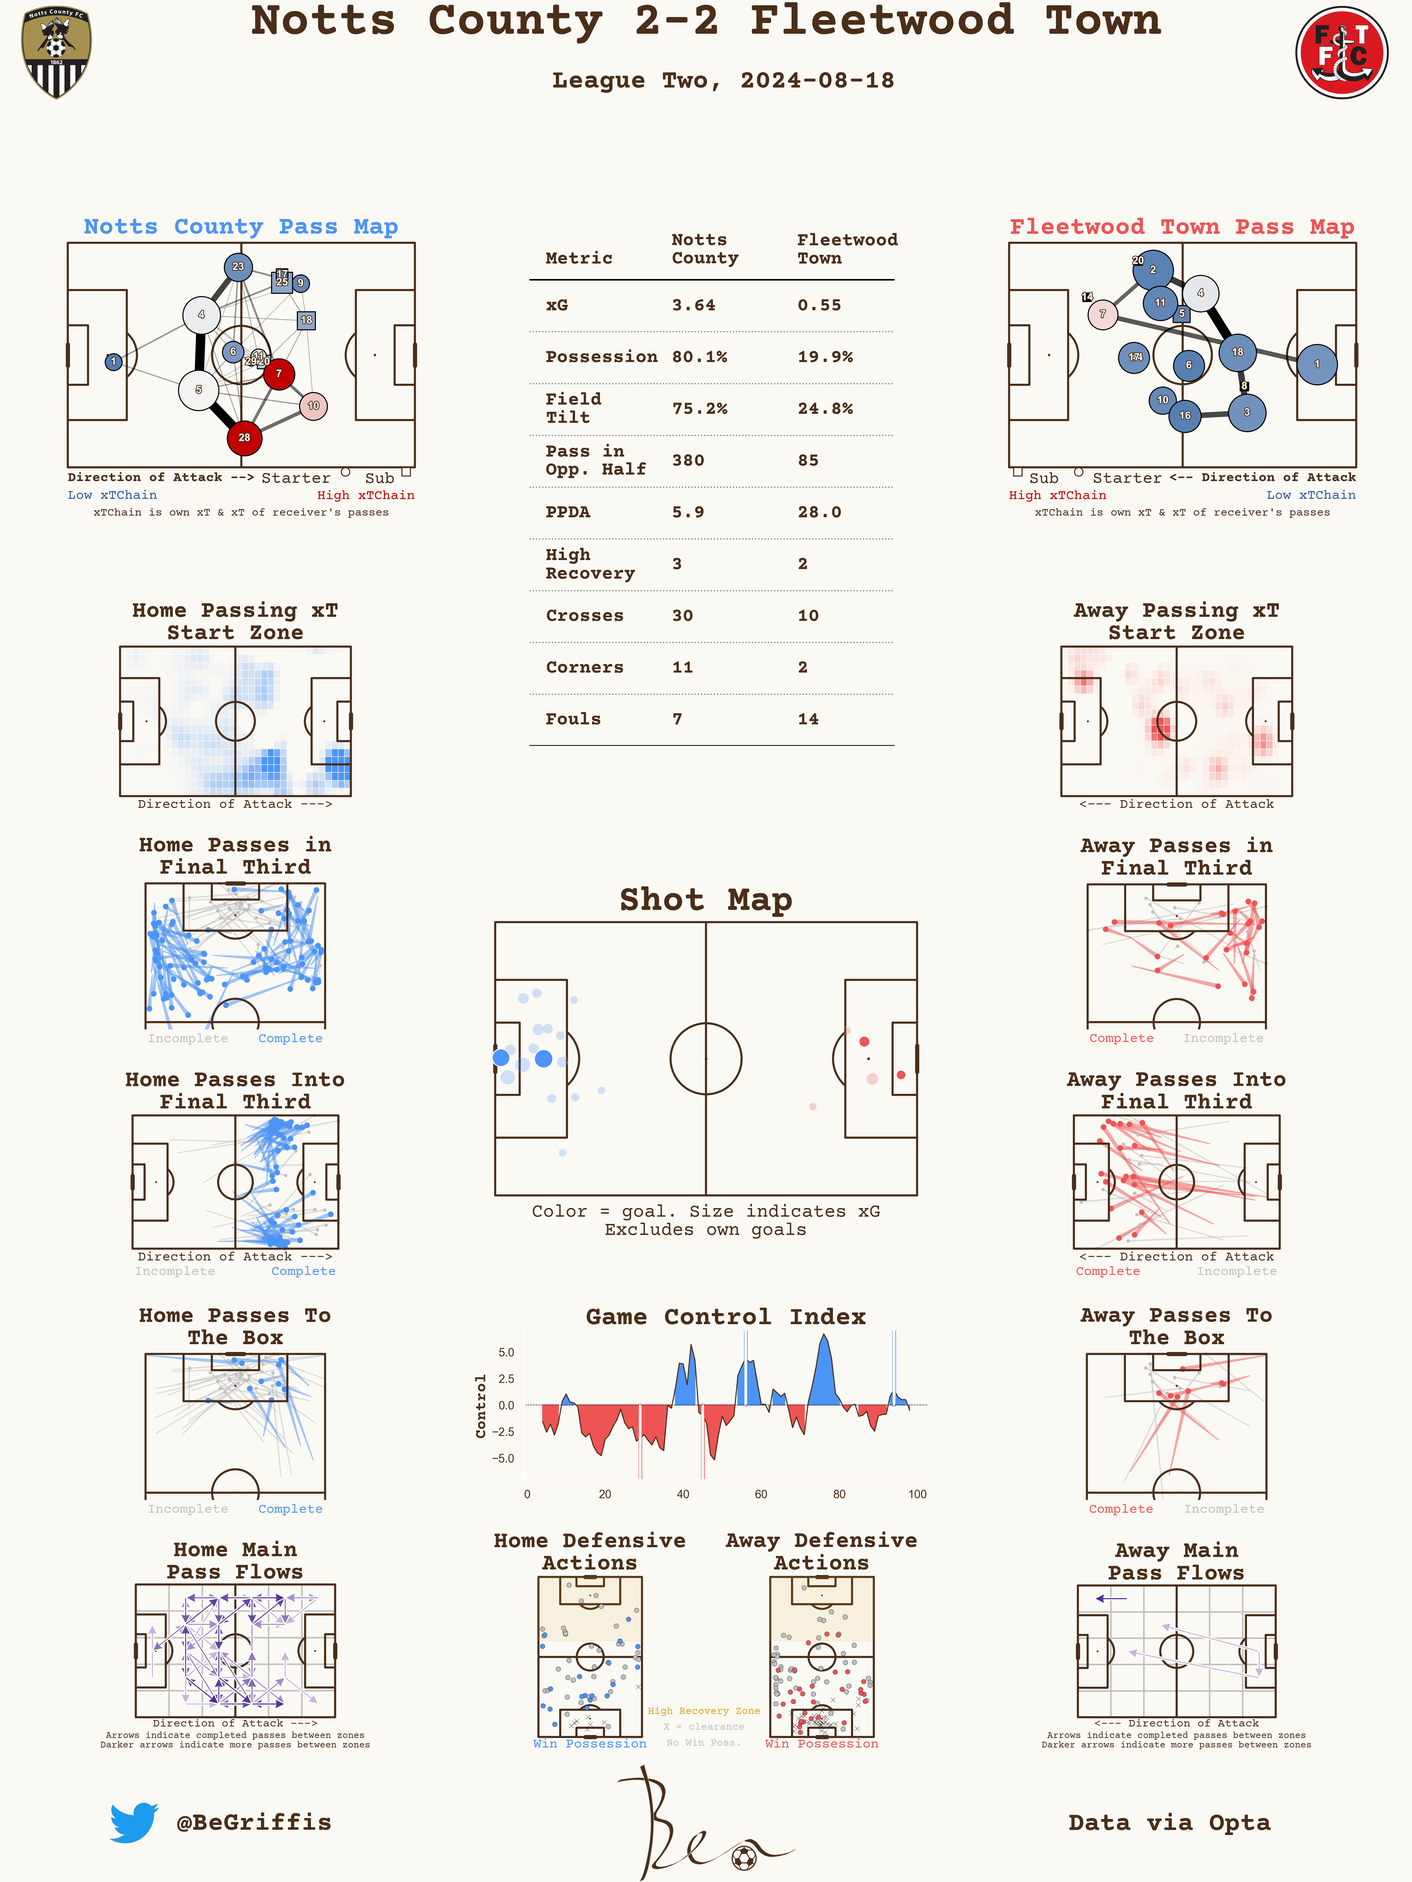 Notts County 2-2 Fleetwood Town
League Two, 2024-08-18
Notts County FC
1862
F T
F C
Notts County Pass Map
23
17
25
9
4
18
6
11
29
20
1
7
5
10
28
Direction of Attack --> Starter Sub
Low xTChain High xTChain
xTChain is own xT & xT of receiver's passes
Metric Notts County Fleetwood Town
xG 3.64 0.55
Possession 80.1% 19.9%
Field Tilt 75.2% 24.8%
Pass in Opp. Half 380 85
PPDA 5.9 28.0
High Recovery 3 2
Crosses 30 10
Corners 11 2
Fouls 7 14
Fleetwood Town Pass Map
20
2
14
11
4
7
5
18
6
1
8
10
16
3
Sub Starter <-- Direction of Attack
High xTChain Low xTChain
xTChain is own xT & xT of receiver's passes
Home Passing xT
Start Zone
Direction of Attack --->
Away Passing xT
Start Zone
<--- Direction of Attack
Home Passes in
Final Third
Incomplete Complete
Away Passes in
Final Third
Complete Incomplete
Shot Map
Color = goal. Size indicates xG
Excludes own goals
Home Passes Into
Final Third
Direction of Attack --->
Incomplete Complete
Away Passes Into
Final Third
<--- Direction of Attack
Complete Incomplete
Home Passes To
The Box
Incomplete Complete
Game Control Index
Control
5.0
2.5
0.0
−2.5
−5.0
0 20 40 60 80 100
Away Passes To
The Box
Complete Incomplete
Home Main
Pass Flows
Direction of Attack --->
Arrows indicate completed passes between zones
Darker arrows indicate more passes between zones
Home Defensive
Actions
Win Possession
High Recovery Zone
X = clearance
No Win Poss.
Away Defensive
Actions
Win Possession
Away Main
Pass Flows
<--- Direction of Attack
Arrows indicate completed passes between zones
Darker arrows indicate more passes between zones
@BeGriffis
Ben
Data via Opta